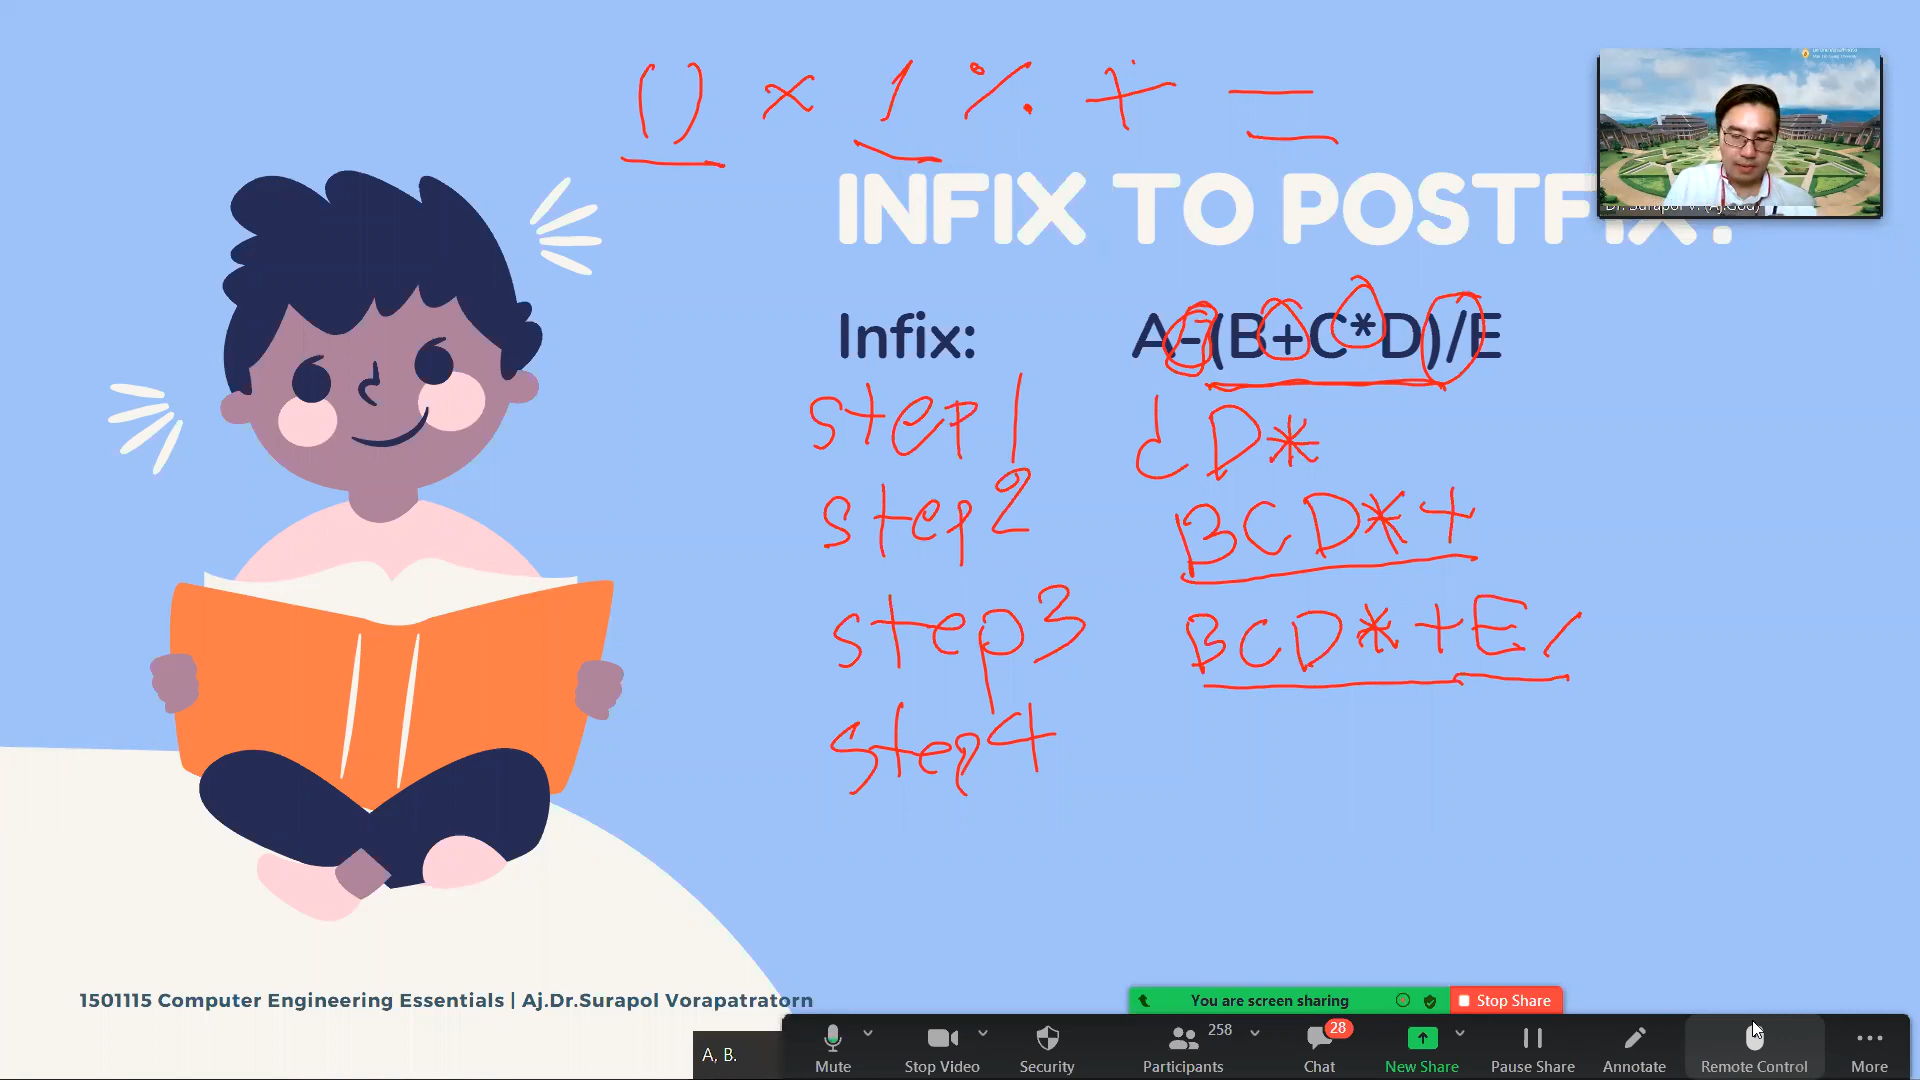 () × / % + −
INFIX TO POSTFIX!
Infix: A-(B+C*D)/E
step 1 CD*
step 2 BCD*+
step 3 BCD*+E/
step 4
1501115 Computer Engineering Essentials | Aj.Dr.Surapol Vorapatratorn
You are screen sharing
Stop Share
A, B.
Mute
Stop Video
Security
Participants 258
Chat 28
New Share
Pause Share
Annotate
Remote Control
More